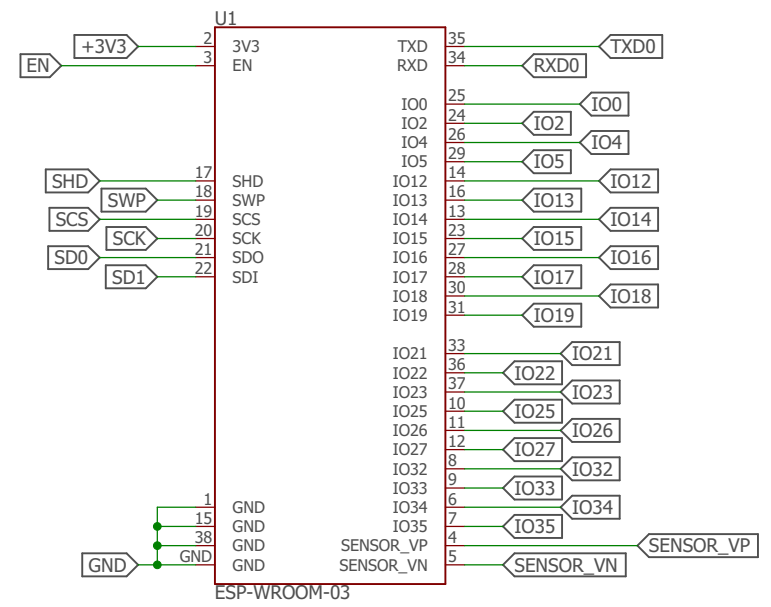 U1
+3V3 2 3V3 TXD 35 TXD0
EN 3 EN RXD 34 RXD0
IO0 25 IO0
IO2 24 IO2
IO4 26 IO4
IO5 29 IO5
SHD 17 SHD IO12 14 IO12
SWP 18 SWP IO13 16 IO13
SCS 19 SCS IO14 13 IO14
SCK 20 SCK IO15 23 IO15
SD0 21 SDO IO16 27 IO16
SD1 22 SDI IO17 28 IO17
IO18 30 IO18
IO19 31 IO19
IO21 33 IO21
IO22 36 IO22
IO23 37 IO23
IO25 10 IO25
IO26 11 IO26
IO27 12 IO27
IO32 8 IO32
IO33 9 IO33
1 GND IO34 6 IO34
15 GND IO35 7 IO35
38 GND SENSOR_VP 4 SENSOR_VP
GND GND GND SENSOR_VN 5 SENSOR_VN
ESP-WROOM-03